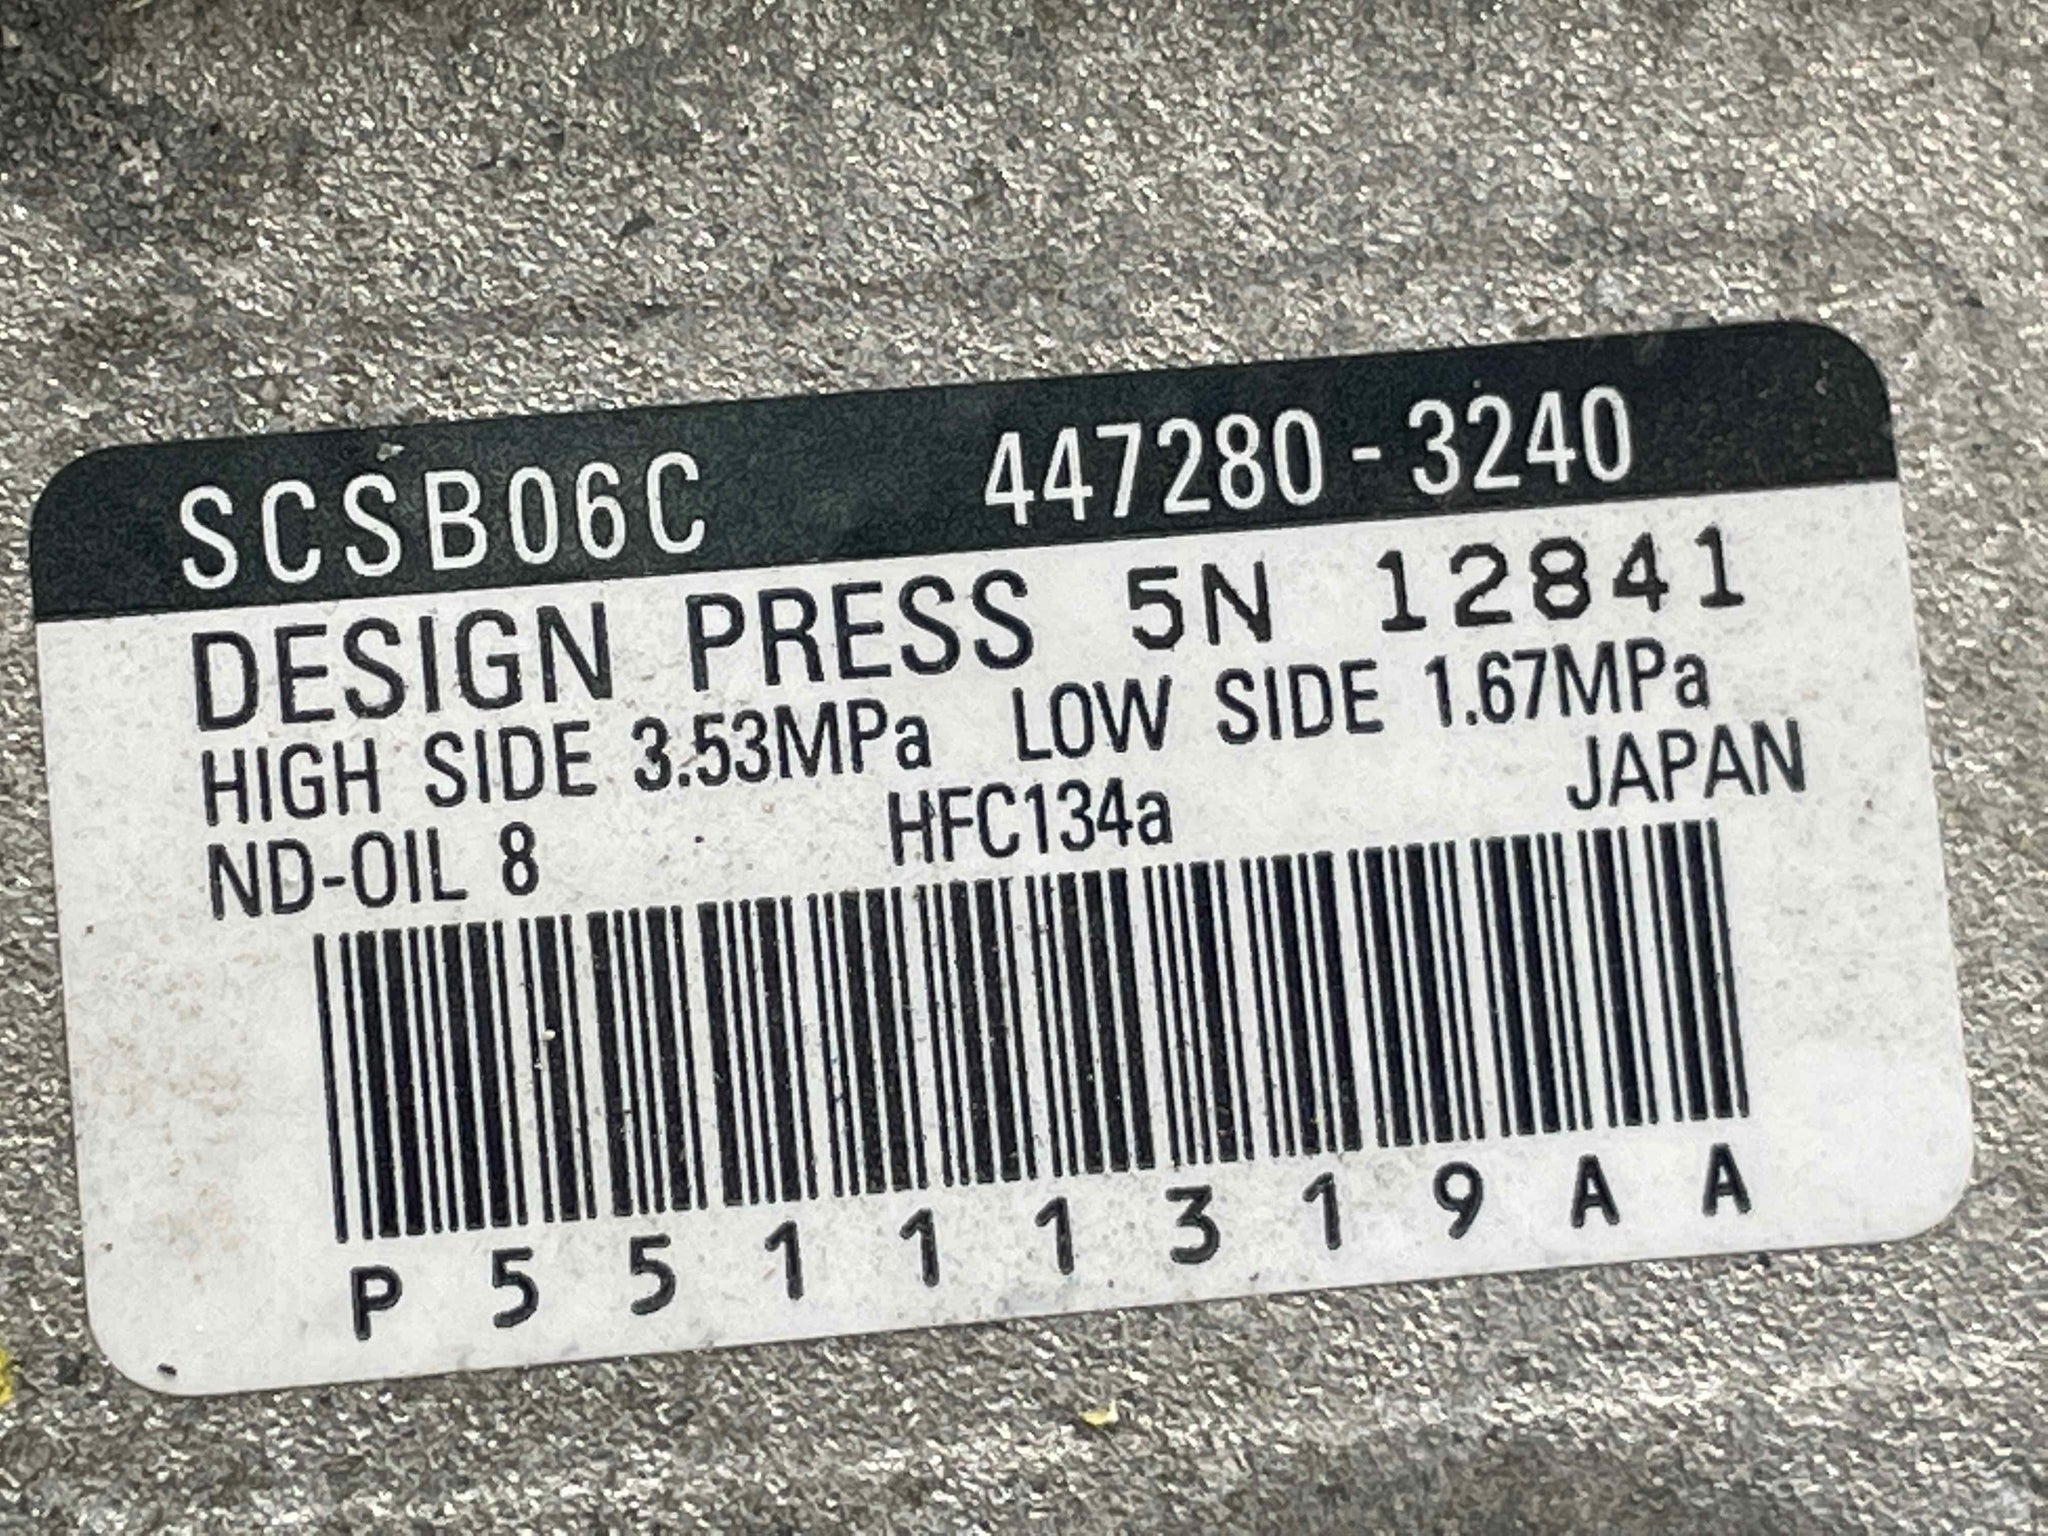 SCSB06C 447280-3240
DESIGN PRESS 5N 12841
HIGH SIDE 3.53MPa LOW SIDE 1.67MPa
ND-OIL 8 HFC134a JAPAN
P55111319AA